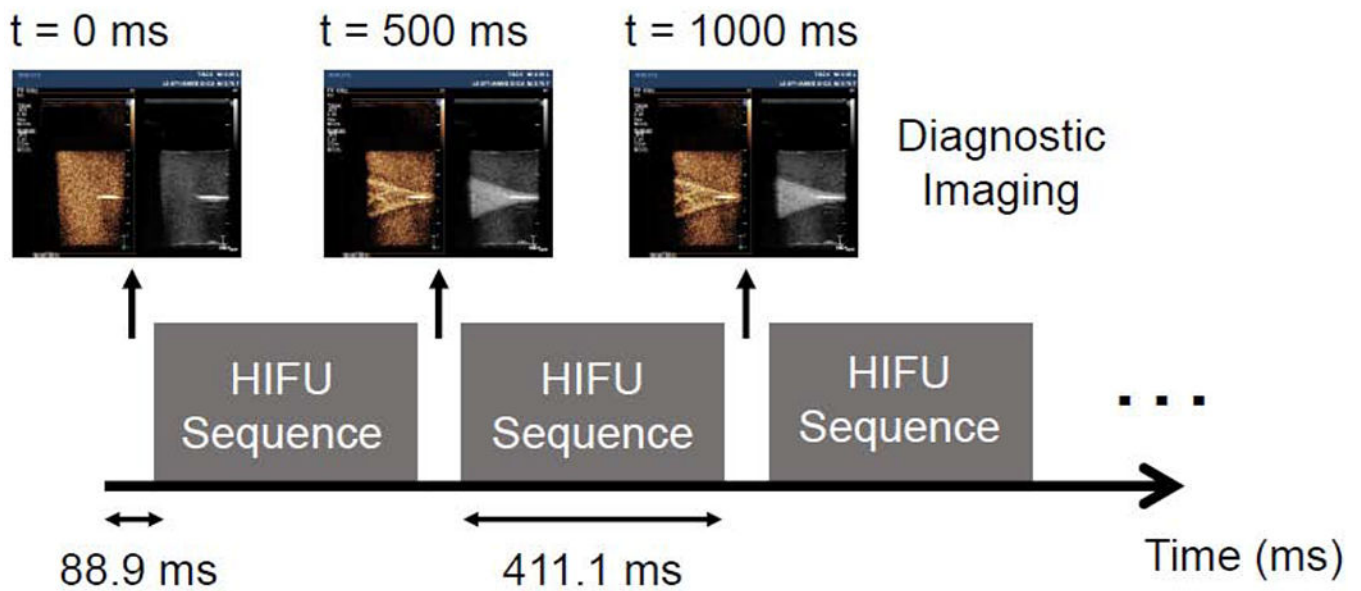 t = 0 ms
t = 500 ms
t = 1000 ms
Diagnostic
Imaging
HIFU
Sequence
HIFU
Sequence
HIFU
Sequence
. . .
88.9 ms
411.1 ms
Time (ms)